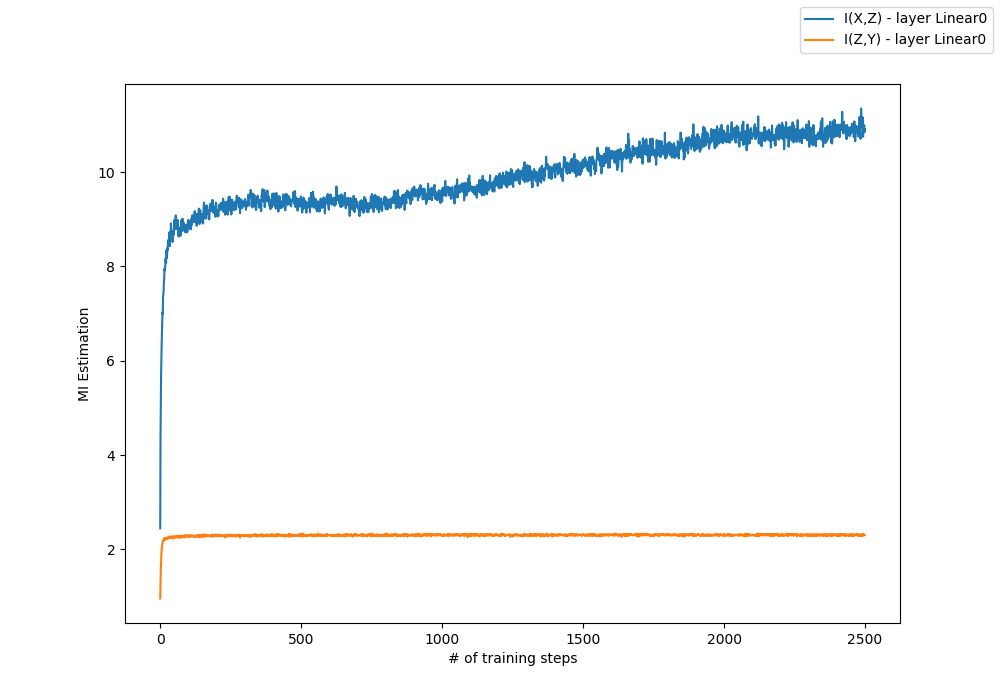 I(X,Z) - layer Linear0
I(Z,Y) - layer Linear0
10
8
6
4
2
MI Estimation
0 500 1000 1500 2000 2500
# of training steps